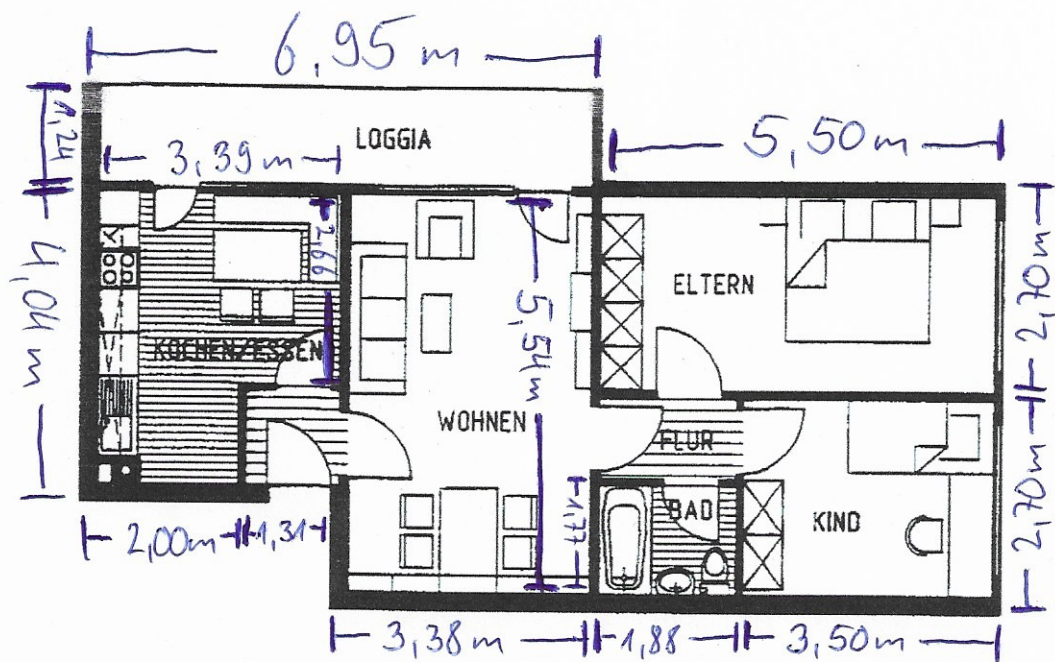 6,95 m
1,24
LOGGIA
3,39 m
5,50 m
4,04 m
2,66
5,54 m
ELTERN
2,70 m
KOCHEN/ESSEN
WOHNEN
FLUR
BAD
1,77
KIND
2,70 m
2,00 m
1,31
3,38 m
1,88
3,50 m